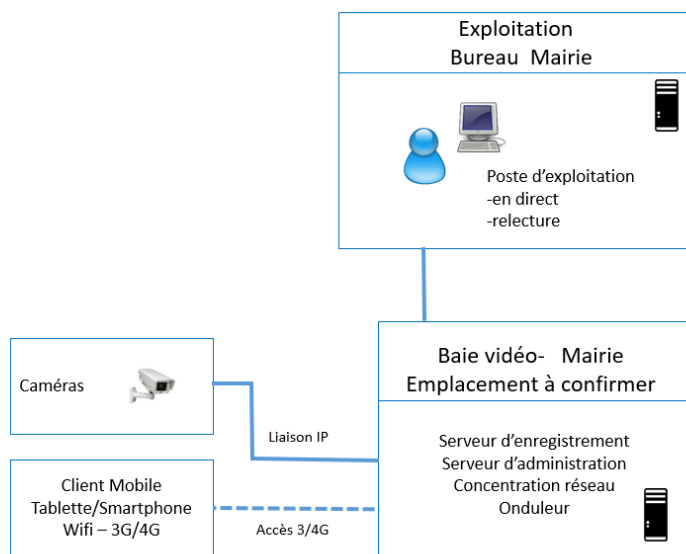 Exploitation
Bureau Mairie
Poste d’exploitation
-en direct
-relecture
Caméras
Liaison IP
Client Mobile
Tablette/Smartphone
Wifi – 3G/4G
Accès 3/4G
Baie vidéo- Mairie
Emplacement à confirmer
Serveur d’enregistrement
Serveur d’administration
Concentration réseau
Onduleur